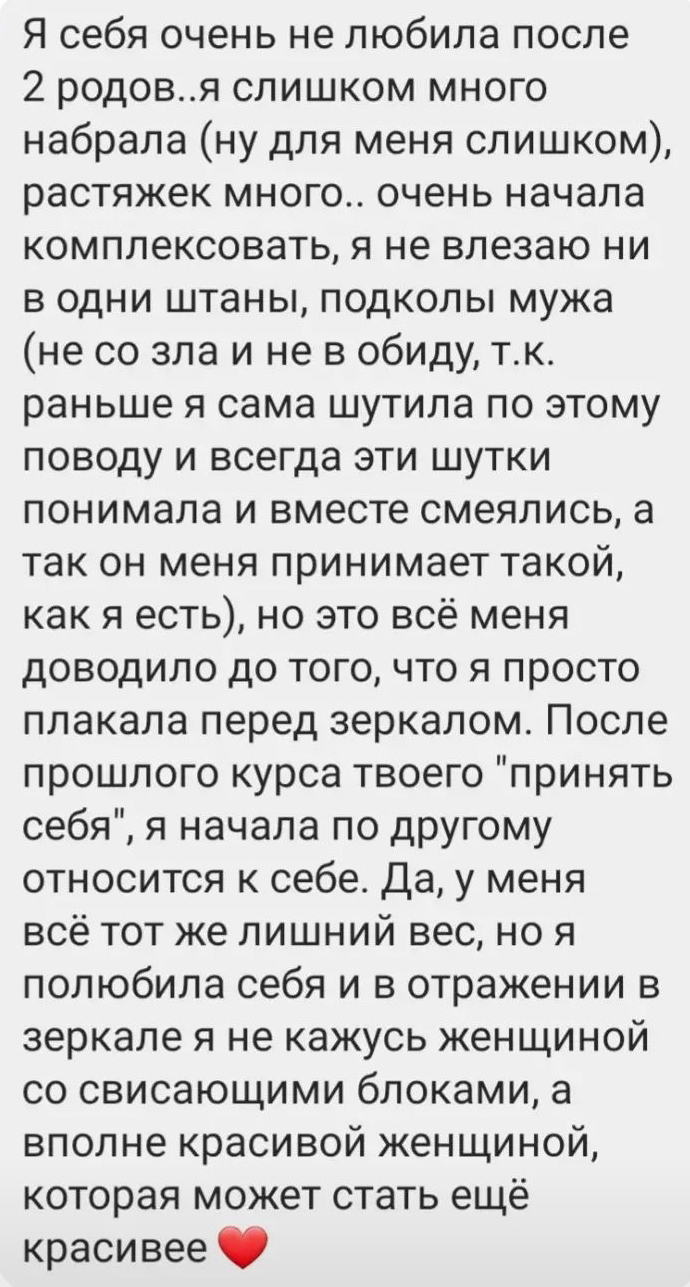 Я себя очень не любила после
2 родов..я слишком много
набрала (ну для меня слишком),
растяжек много.. очень начала
комплексовать, я не влезаю ни
в одни штаны, подколы мужа
(не со зла и не в обиду, т.к.
раньше я сама шутила по этому
поводу и всегда эти шутки
понимала и вместе смеялись, а
так он меня принимает такой,
как я есть), но это всё меня
доводило до того, что я просто
плакала перед зеркалом. После
прошлого курса твоего "принять
себя", я начала по другому
относится к себе. Да, у меня
всё тот же лишний вес, но я
полюбила себя и в отражении в
зеркале я не кажусь женщиной
со свисающими блоками, а
вполне красивой женщиной,
которая может стать ещё
красивее ❤️